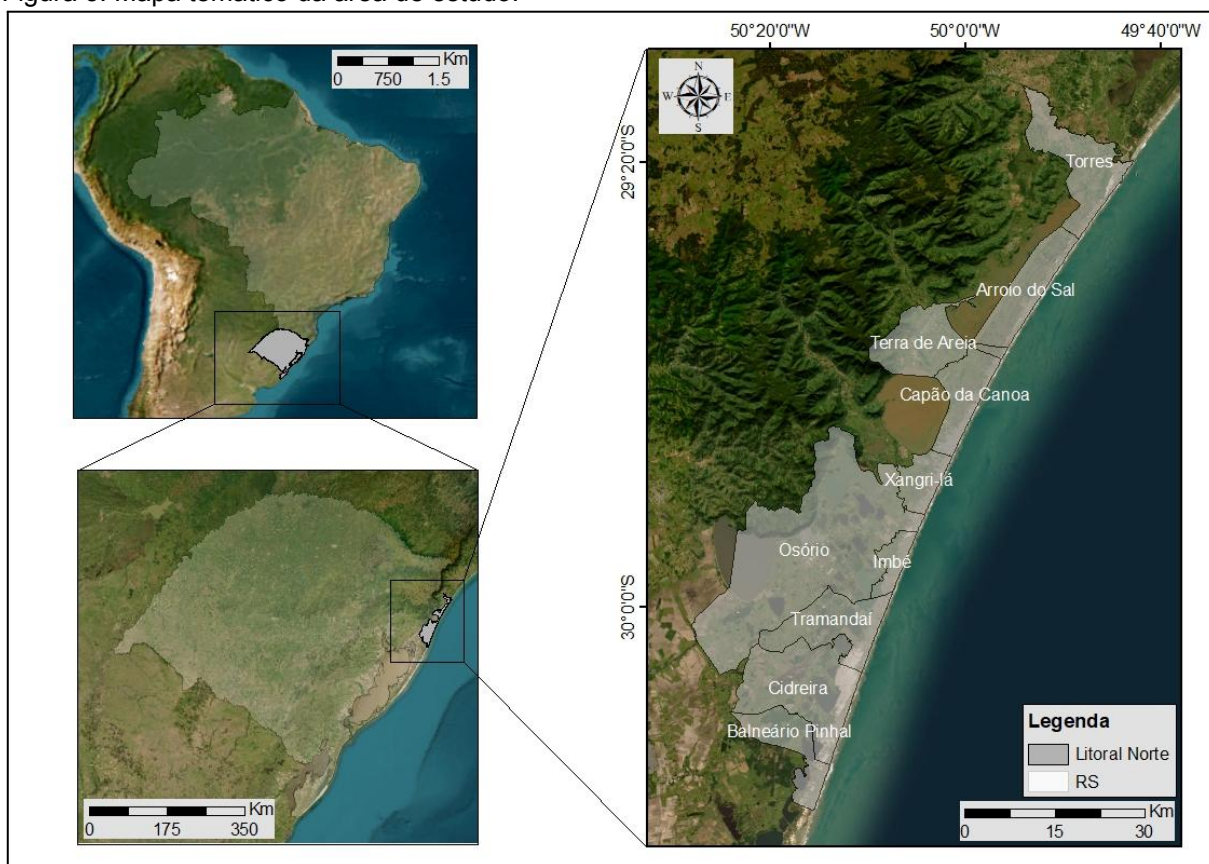 Figura 3. Mapa temático da área de estudo.
Km
0 750 1.5
50°20'0"W 50°0'0"W 49°40'0"W
N
W E
S
29°20'0"S
Torres
Arroio do Sal
Terra de Areia
Capão da Canoa
Xangri-lá
Osório
Imbé
30°0'0"S
Tramandaí
Cidreira
Balneário Pinhal
Legenda
Litoral Norte
RS
Km
0 15 30
Km
0 175 350